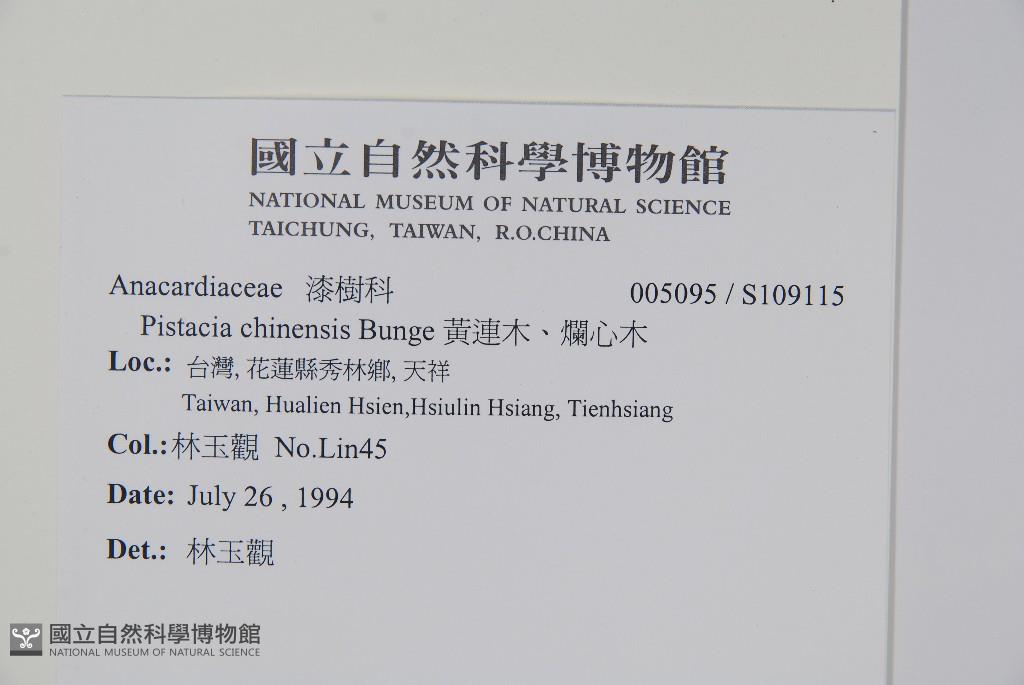 國立自然科學博物館
NATIONAL MUSEUM OF NATURAL SCIENCE
TAICHUNG, TAIWAN, R.O.CHINA
Anacardiaceae 漆樹科 005095 / S109115
Pistacia chinensis Bunge 黃連木、爛心木
Loc.: 台灣, 花蓮縣秀林鄉, 天祥
Taiwan, Hualien Hsien,Hsiulin Hsiang, Tienhsiang
Col.: 林玉觀 No.Lin45
Date: July 26 , 1994
Det.: 林玉觀
國立自然科學博物館
NATIONAL MUSEUM OF NATURAL SCIENCE